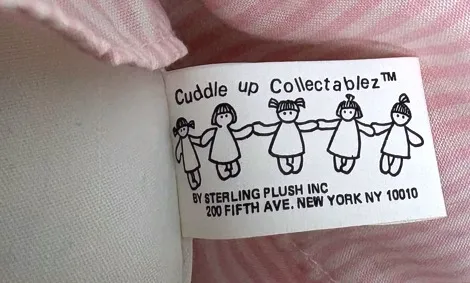 Cuddle up Collectablez™
BY STERLING PLUSH INC
200 FIFTH AVE. NEW YORK NY 10010